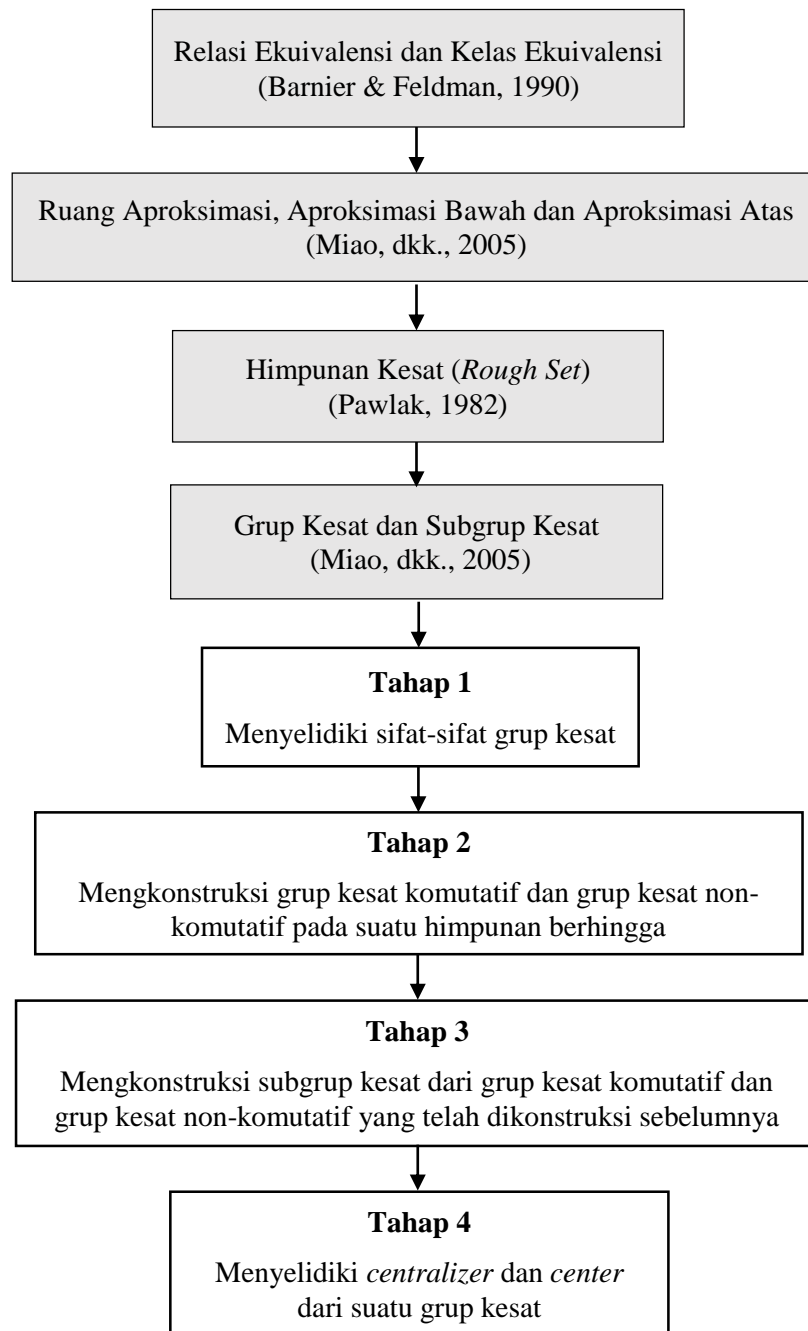 Relasi Ekuivalensi dan Kelas Ekuivalensi
(Barnier & Feldman, 1990)
Ruang Aproksimasi, Aproksimasi Bawah dan Aproksimasi Atas
(Miao, dkk., 2005)
Himpunan Kesat (Rough Set)
(Pawlak, 1982)
Grup Kesat dan Subgrup Kesat
(Miao, dkk., 2005)
Tahap 1
Menyelidiki sifat-sifat grup kesat
Tahap 2
Mengkonstruksi grup kesat komutatif dan grup kesat non-
komutatif pada suatu himpunan berhingga
Tahap 3
Mengkonstruksi subgrup kesat dari grup kesat komutatif dan
grup kesat non-komutatif yang telah dikonstruksi sebelumnya
Tahap 4
Menyelidiki centralizer dan center
dari suatu grup kesat